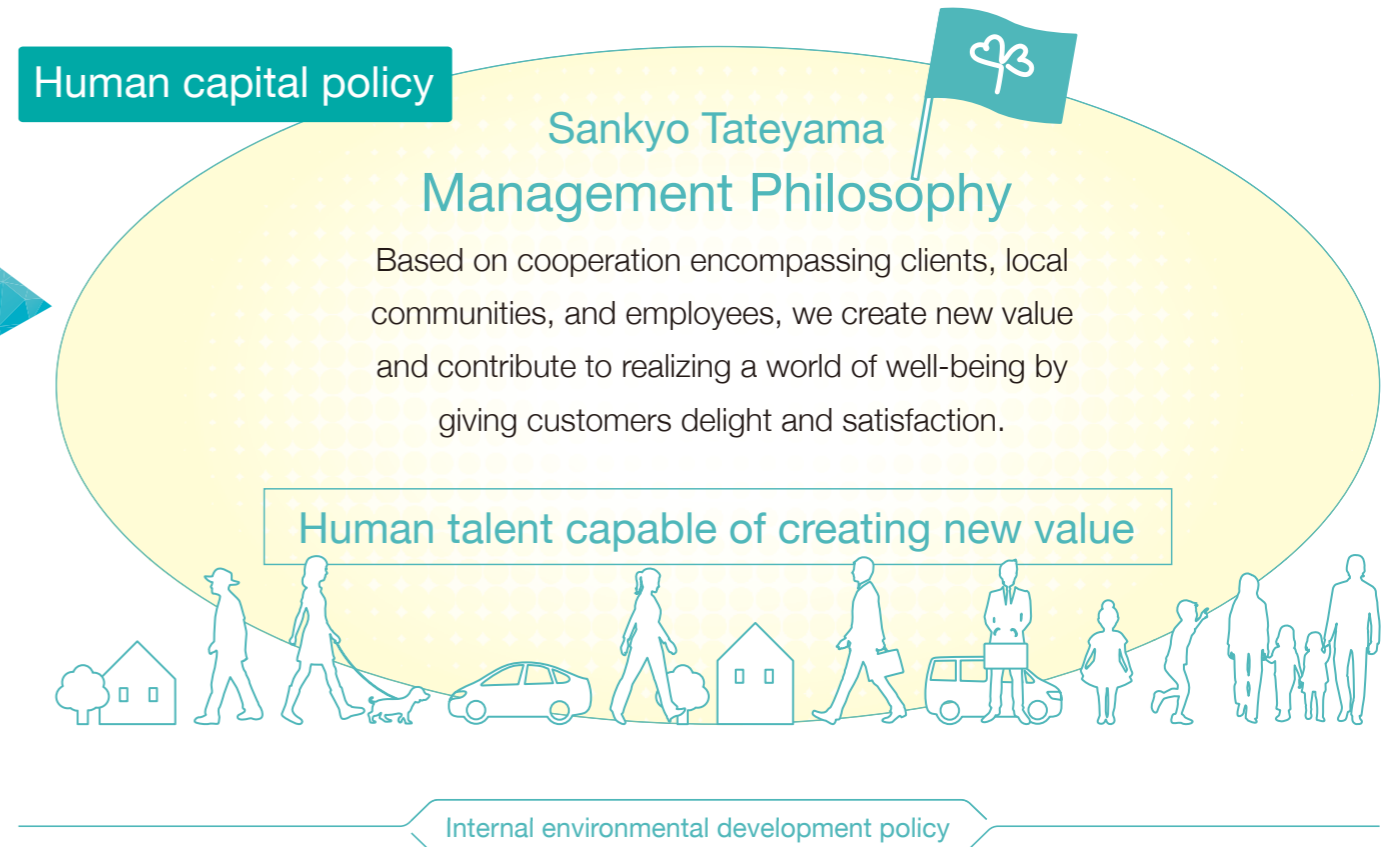 Human capital policy
Sankyo Tateyama
Management Philosophy
Based on cooperation encompassing clients, local
communities, and employees, we create new value
and contribute to realizing a world of well-being by
giving customers delight and satisfaction.
Human talent capable of creating new value
Internal environmental development policy